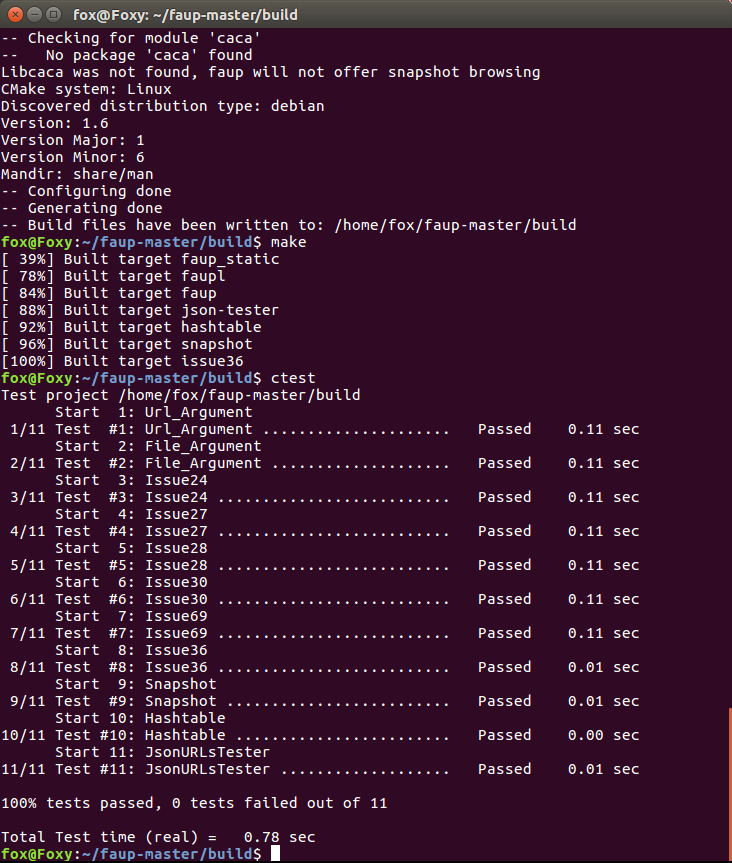 fox@Foxy: ~/faup-master/build
-- Checking for module 'caca'
--   No package 'caca' found
Libcaca was not found, faup will not offer snapshot browsing
CMake system: Linux
Discovered distribution type: debian
Version: 1.6
Version Major: 1
Version Minor: 6
Mandir: share/man
-- Configuring done
-- Generating done
-- Build files have been written to: /home/fox/faup-master/build
fox@Foxy:~/faup-master/build$ make
[ 39%] Built target faup_static
[ 78%] Built target faupl
[ 84%] Built target faup
[ 88%] Built target json-tester
[ 92%] Built target hashtable
[ 96%] Built target snapshot
[100%] Built target issue36
fox@Foxy:~/faup-master/build$ ctest
Test project /home/fox/faup-master/build
      Start  1: Url_Argument
 1/11 Test  #1: Url_Argument .....................   Passed    0.11 sec
      Start  2: File_Argument
 2/11 Test  #2: File_Argument ....................   Passed    0.11 sec
      Start  3: Issue24
 3/11 Test  #3: Issue24 ..........................   Passed    0.11 sec
      Start  4: Issue27
 4/11 Test  #4: Issue27 ..........................   Passed    0.11 sec
      Start  5: Issue28
 5/11 Test  #5: Issue28 ..........................   Passed    0.11 sec
      Start  6: Issue30
 6/11 Test  #6: Issue30 ..........................   Passed    0.11 sec
      Start  7: Issue69
 7/11 Test  #7: Issue69 ..........................   Passed    0.11 sec
      Start  8: Issue36
 8/11 Test  #8: Issue36 ..........................   Passed    0.01 sec
      Start  9: Snapshot
 9/11 Test  #9: Snapshot .........................   Passed    0.01 sec
      Start 10: Hashtable
10/11 Test #10: Hashtable ........................   Passed    0.00 sec
      Start 11: JsonURLsTester
11/11 Test #11: JsonURLsTester ...................   Passed    0.01 sec

100% tests passed, 0 tests failed out of 11

Total Test time (real) =   0.78 sec
fox@Foxy:~/faup-master/build$